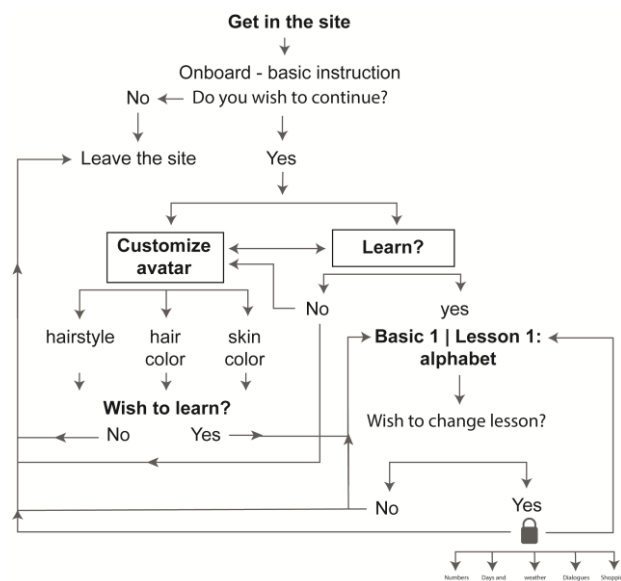 Get in the site
Onboard - basic instruction
No
Do you wish to continue?
Leave the site
Yes
Customize
avatar
Learn?
No
yes
hairstyle
hair
color
skin
color
Basic 1 | Lesson 1:
alphabet
Wish to learn?
Wish to change lesson?
No
Yes
No
Yes
Numbers
Days and
weather
Dialogues
Shoppi